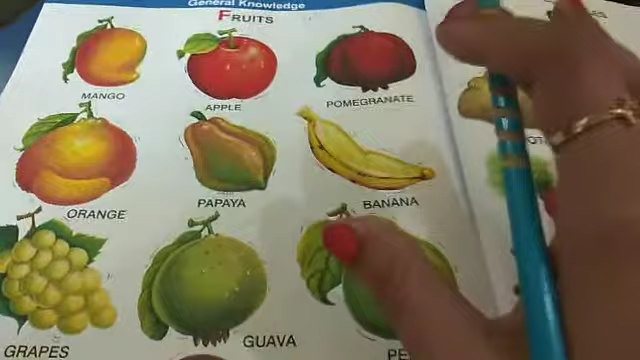 General Knowledge
FRUITS
MANGO
APPLE
POMEGRANATE
ORANGE
PAPAYA
BANANA
GRAPES
GUAVA